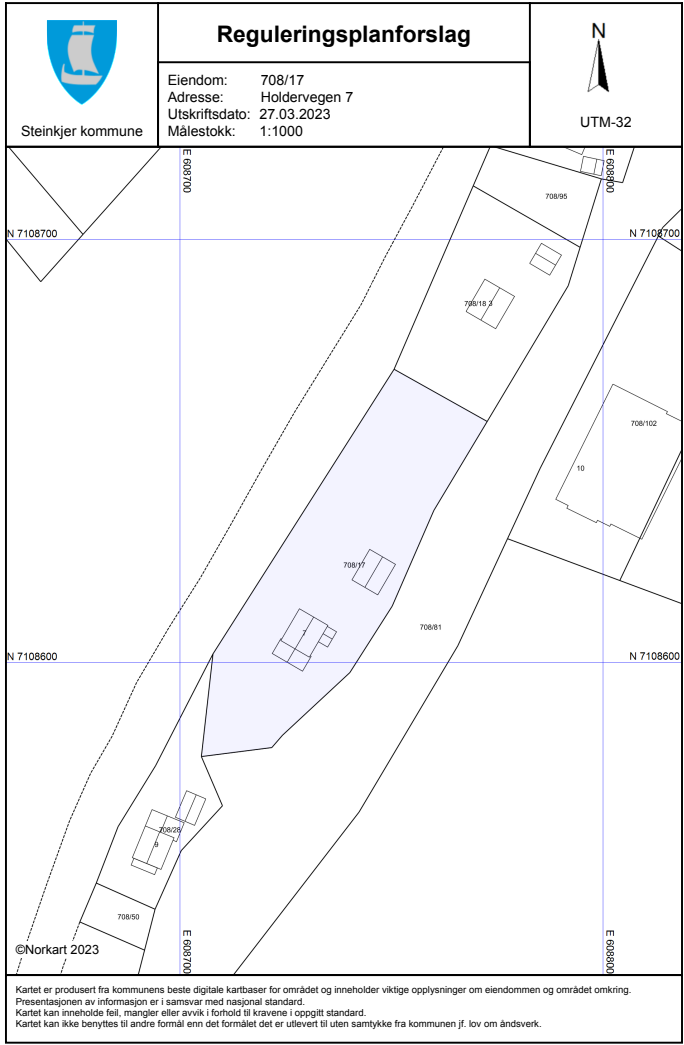 Reguleringsplanforslag
Eiendom: 708/17
Adresse: Holdervegen 7
Utskriftsdato: 27.03.2023
Målestokk: 1:1000
Steinkjer kommune
N
UTM-32
E 608700
E 608800
708/95
N 7108700
N 7108700
708/18 3
708/102
10
708/17
7
708/81
N 7108600
N 7108600
708/28
9
708/50
E 608700
E 608800
©Norkart 2023
Kartet er produsert fra kommunens beste digitale kartbaser for området og inneholder viktige opplysninger om eiendommen og området omkring.
Presentasjonen av informasjon er i samsvar med nasjonal standard.
Kartet kan inneholde feil, mangler eller avvik i forhold til kravene i oppgitt standard.
Kartet kan ikke benyttes til andre formål enn det formålet det er utlevert til uten samtykke fra kommunen jf. lov om åndsverk.